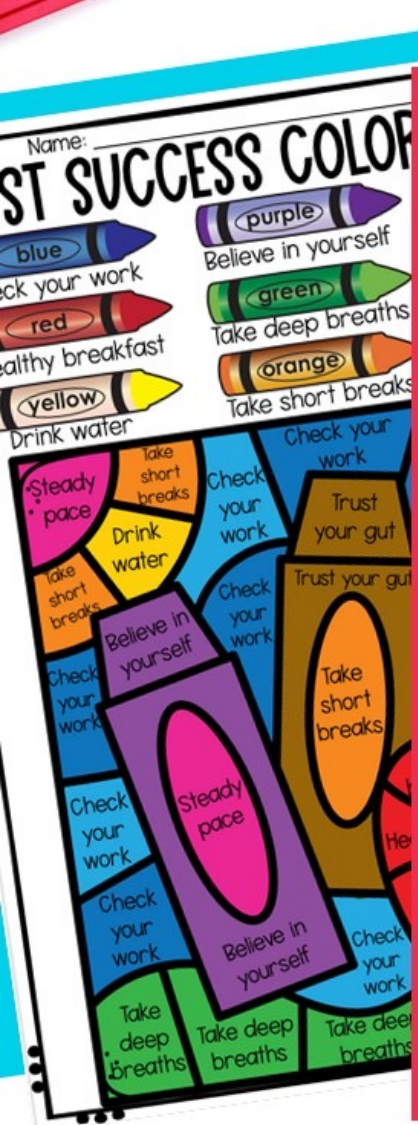 Name:
ST SUCCESS COLOR
blue
purple
eck your work
Believe in yourself
red
green
ealthy breakfast
Take deep breaths
yellow
orange
Drink water
Take short breaks
Steady
pace
Take
short
breaks
Check
your
work
Check your
work
Drink
water
Trust
your gut
Take
short
breaks
Trust your gut
Believe in
yourself
Check
your
work
Check
your
work
Take
short
breaks
Steady
pace
Check
your
work
Hea
Check
your
work
Believe in
yourself
Check
your
work
Take
deep
breaths
Take deep
breaths
Take deep
breaths